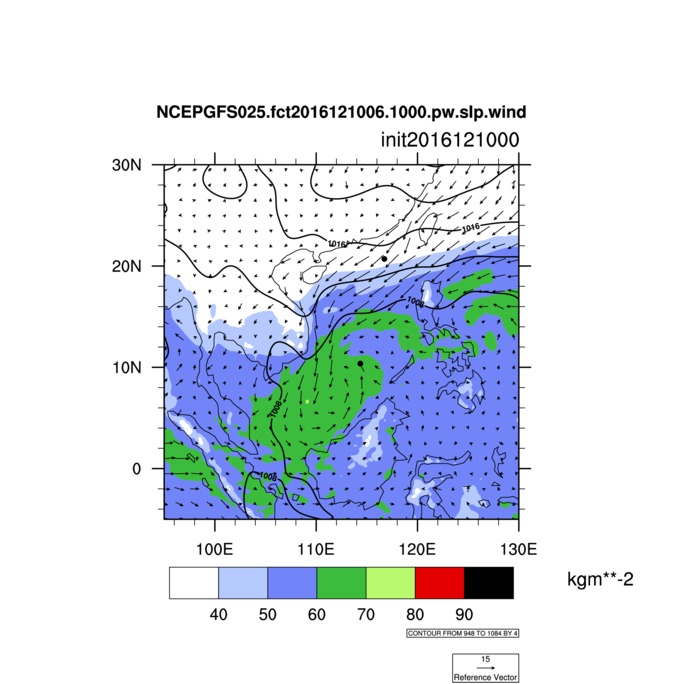 NCEPGFS025.fct2016121006.1000.pw.slp.wind
init2016121000
30N
1016
1016
20N
1008
10N
1008
0
1008
100E 110E 120E 130E
kgm**-2
40 50 60 70 80 90
CONTOUR FROM 948 TO 1084 BY 4
15
Reference Vector